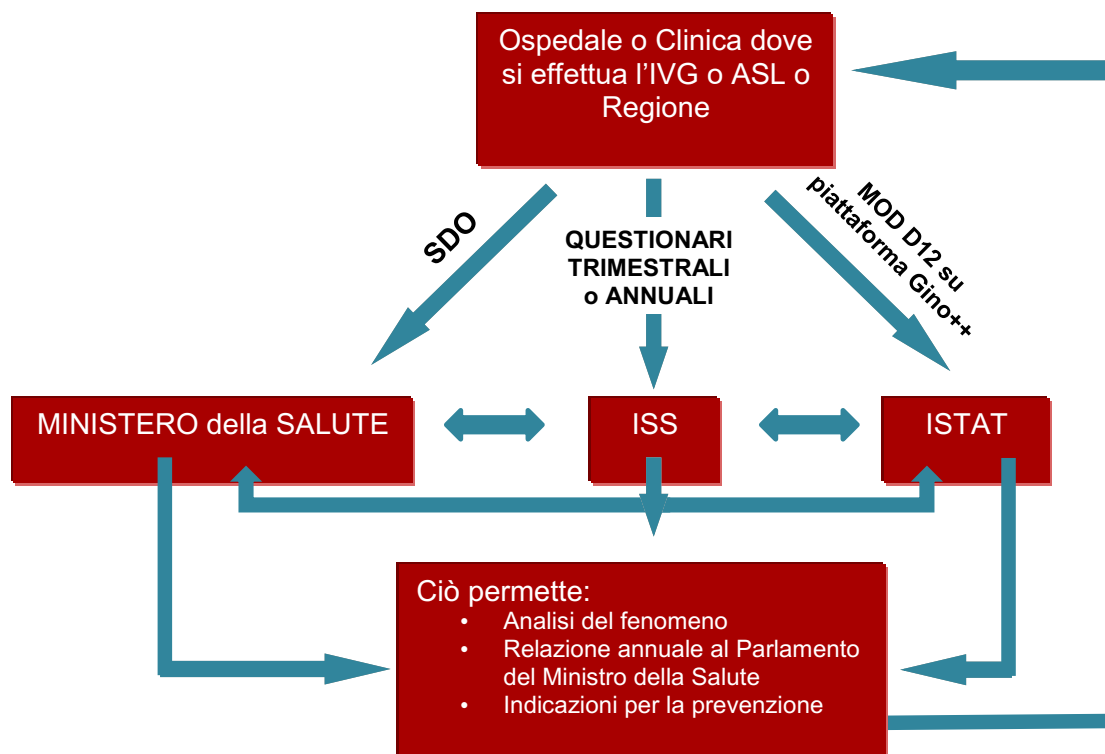 Ospedale o Clinica dove
si effettua l'IVG o ASL o
Regione
SDO
QUESTIONARI
TRIMESTRALI
o ANNUALI
MOD D12 su
piattaforma Gino++
MINISTERO della SALUTE
ISS
ISTAT
Ciò permette:
• Analisi del fenomeno
• Relazione annuale al Parlamento
del Ministro della Salute
• Indicazioni per la prevenzione